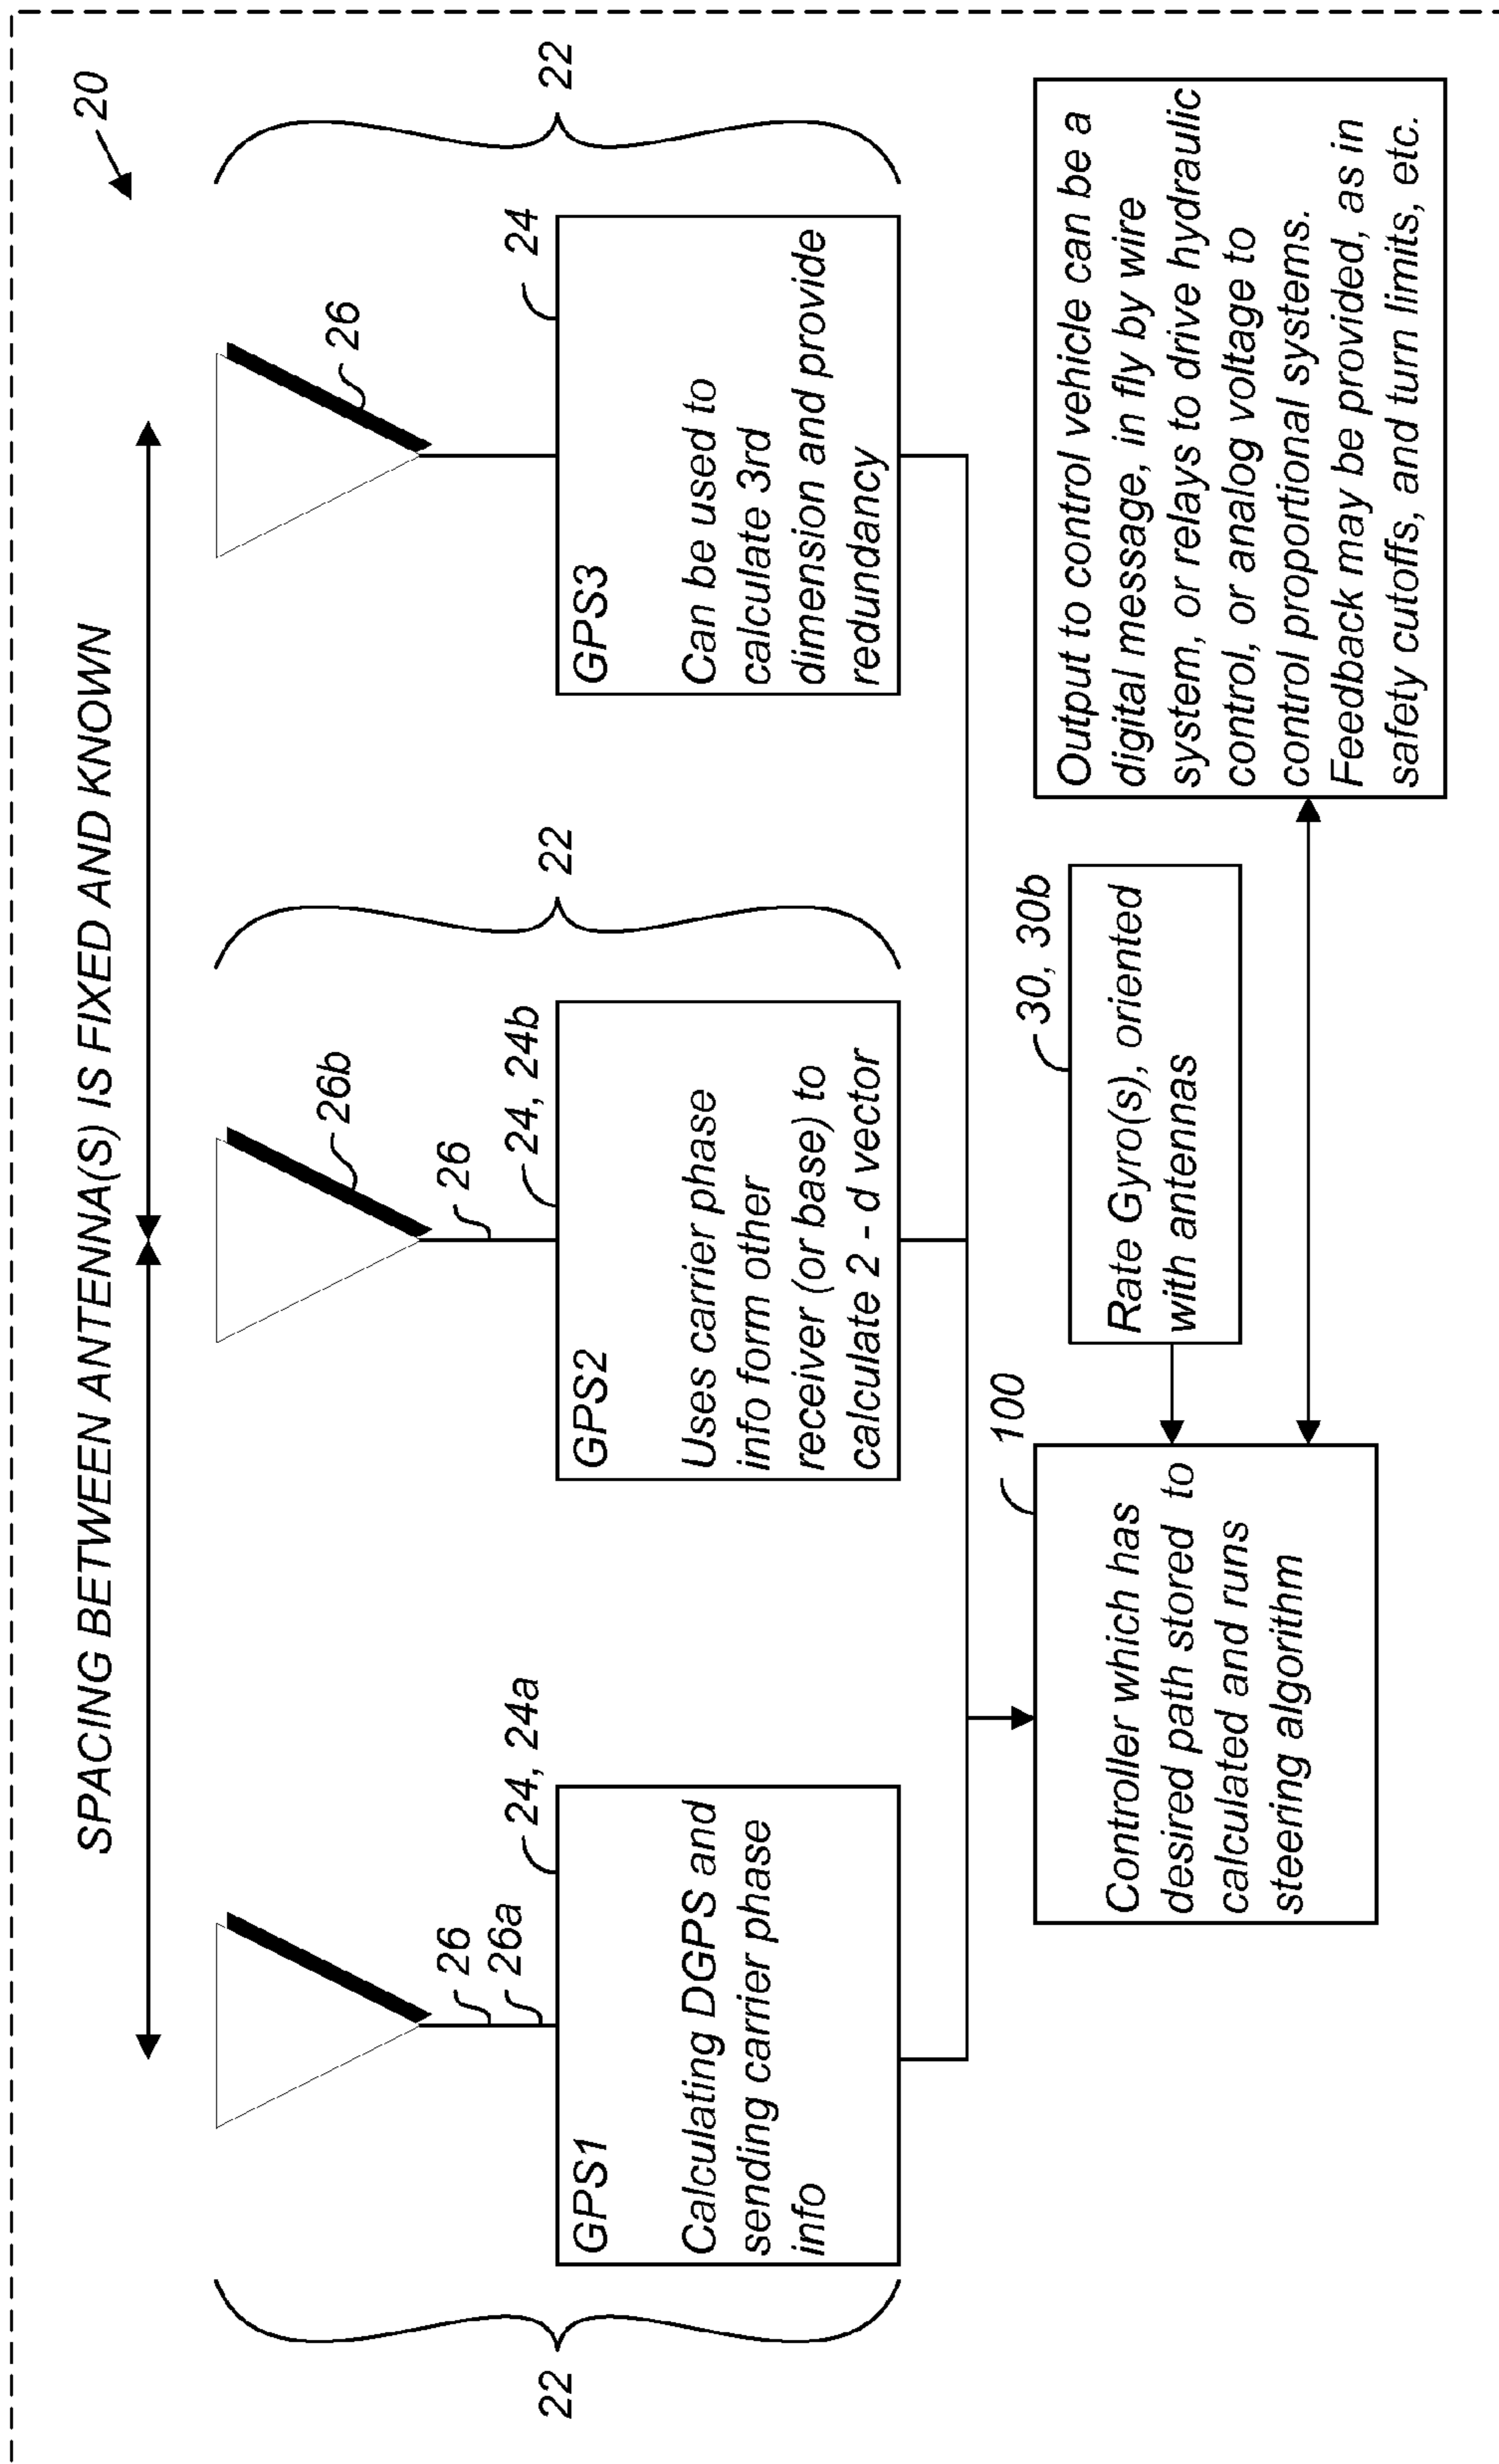 SPACING BETWEEN ANTENNA(S) IS FIXED AND KNOWN
20
22
26
26a
24, 24a
GPS1
Calculating DGPS and
sending carrier phase
info
26b
26
24, 24b
22
GPS2
Uses carrier phase
info form other
receiver (or base) to
calculate 2 - d vector
26
24
22
GPS3
Can be used to
calculate 3rd
dimension and provide
redundancy
100
Controller which has
desired path stored to
calculated and runs
steering algorithm
30, 30b
Rate Gyro(s), oriented
with antennas
Output to control vehicle can be a
digital message, in fly by wire
system, or relays to drive hydraulic
control, or analog voltage to
control proportional systems.
Feedback may be provided, as in
safety cutoffs, and turn limits, etc.